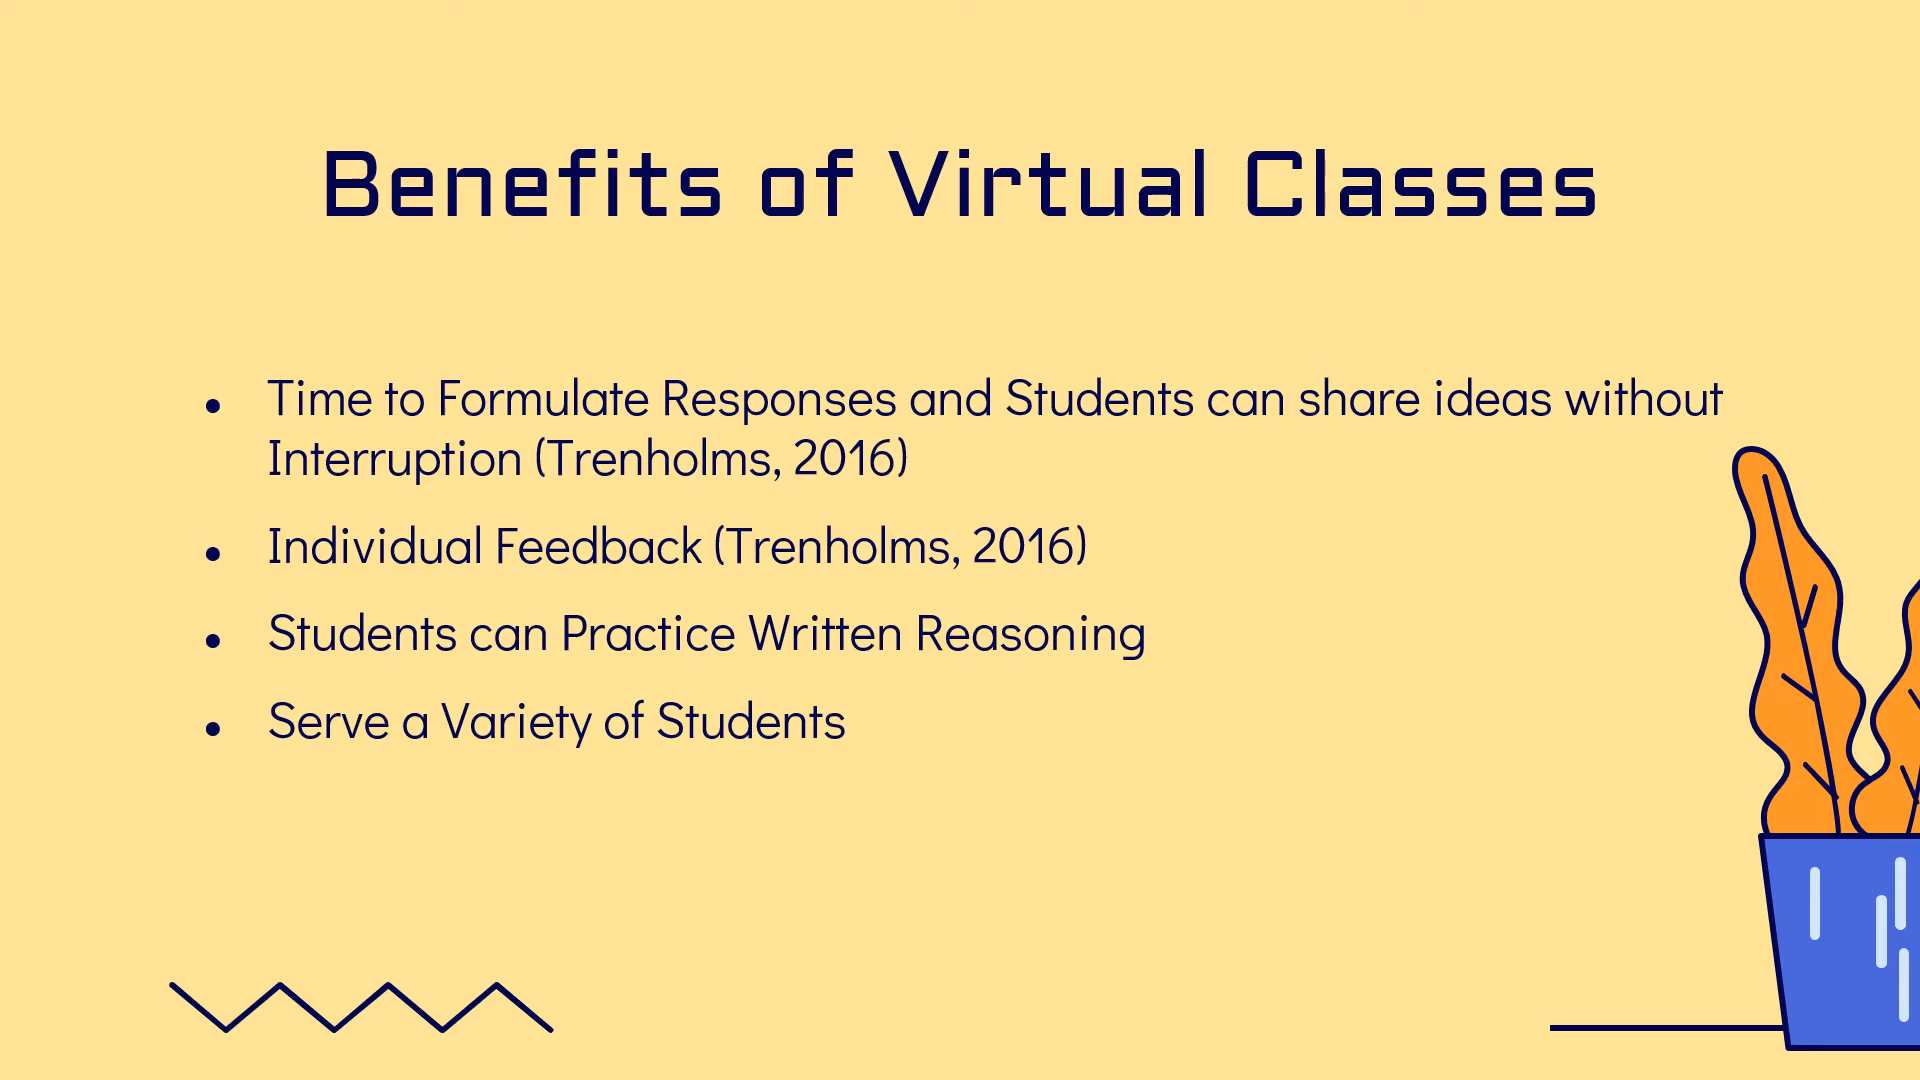 Benefits of Virtual Classes
• Time to Formulate Responses and Students can share ideas without
Interruption (Trenholms, 2016)
• Individual Feedback (Trenholms, 2016)
• Students can Practice Written Reasoning
• Serve a Variety of Students